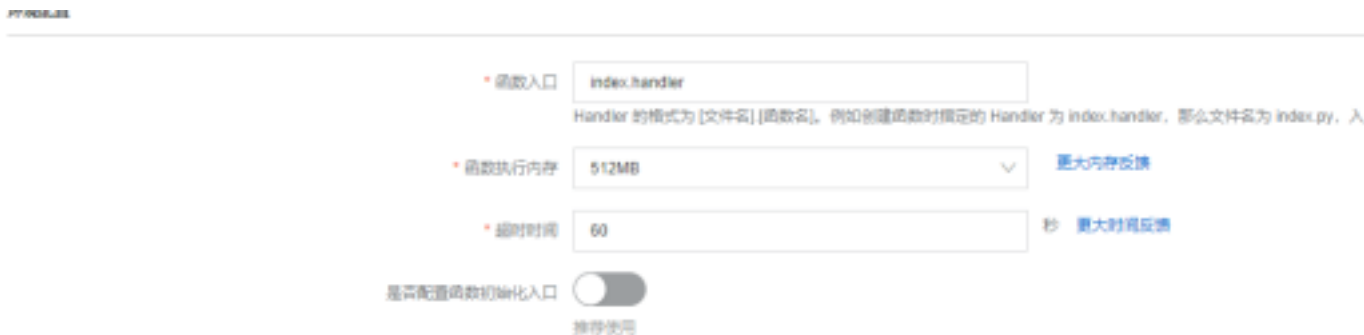 环境配置
* 函数入口 index.handler
Handler 的格式为 [文件名].[函数名]。例如创建函数时指定的 Handler 为 index.handler，那么文件名为 index.py，入
* 函数执行内存 512MB 更大内存反馈
* 超时时间 60 秒 更大时间反馈
是否配置函数初始化入口
推荐使用